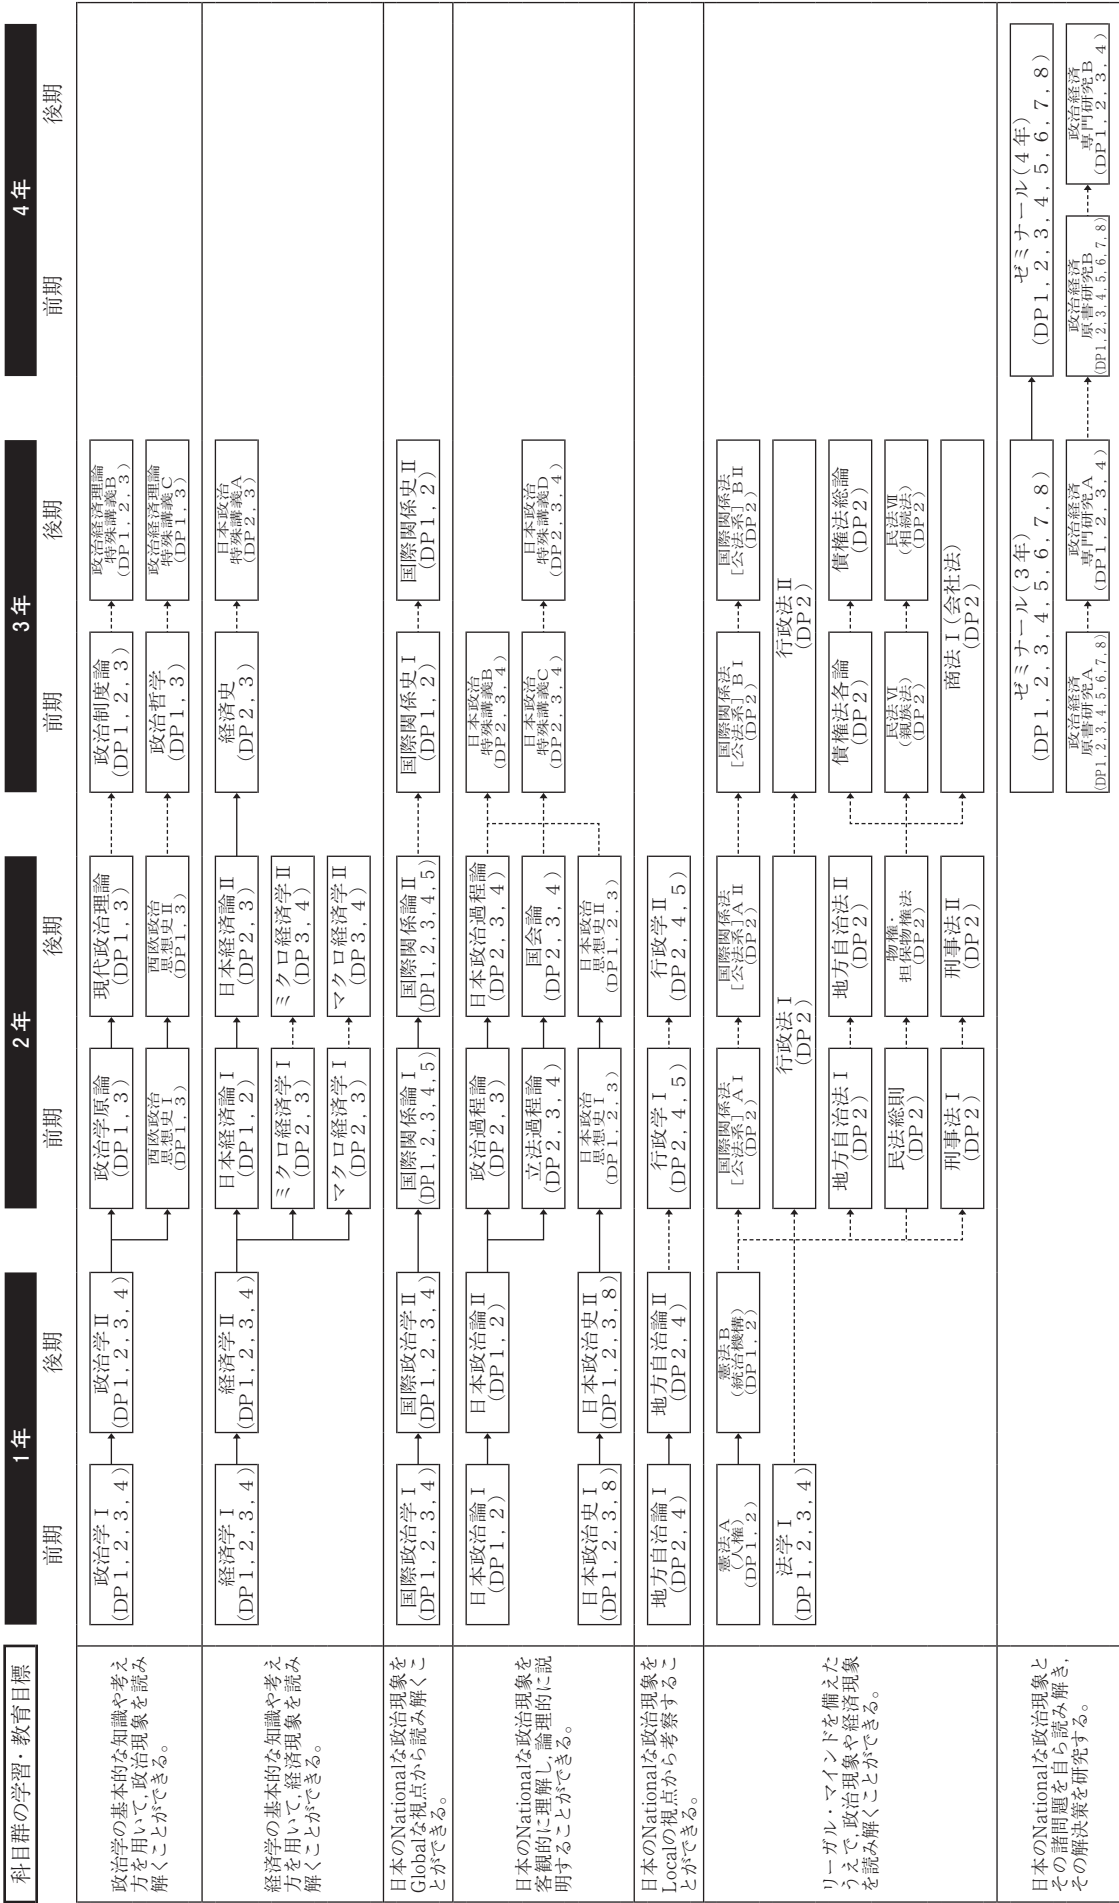 科目群の学習・教育目標
1年
2年
3年
4年
前期
後期
前期
後期
前期
後期
前期
後期
政治学の基本的な知識や考え
方を用いて,政治現象を読み
解くことができる。
政治学Ⅰ
(DP1, 2, 3, 4)
政治学Ⅱ
(DP1, 2, 3, 4)
政治学原論
(DP1, 3)
現代政治理論
(DP1, 3)
政治制度論
(DP1, 2, 3)
政治経済理論
特殊講義B
(DP1, 2, 3)
西欧政治
思想史Ⅰ
(DP1, 3)
西欧政治
思想史Ⅱ
(DP1, 3)
政治哲学
(DP1, 3)
政治経済理論
特殊講義C
(DP1, 3)
経済学の基本的な知識や考え
方を用いて,経済現象を読み
解くことができる。
経済学Ⅰ
(DP1, 2, 3, 4)
経済学Ⅱ
(DP1, 2, 3, 4)
日本経済論Ⅰ
(DP1, 2)
日本経済論Ⅱ
(DP2, 3)
経済史
(DP2, 3)
日本政治
特殊講義A
(DP2, 3)
ミクロ経済学Ⅰ
(DP2, 3)
ミクロ経済学Ⅱ
(DP3, 4)
マクロ経済学Ⅰ
(DP2, 3)
マクロ経済学Ⅱ
(DP3, 4)
日本のNationalな政治現象を
Globalな視点から読み解くこ
とができる。
国際政治学Ⅰ
(DP1, 2, 3, 4)
国際政治学Ⅱ
(DP1, 2, 3, 4)
国際関係論Ⅰ
(DP1, 2, 3, 4, 5)
国際関係論Ⅱ
(DP1, 2, 3, 4, 5)
国際関係史Ⅰ
(DP1, 2)
国際関係史Ⅱ
(DP1, 2)
日本のNationalな政治現象を
客観的に理解し,論理的に説
明することができる。
日本政治論Ⅰ
(DP1, 2)
日本政治論Ⅱ
(DP1, 2)
政治過程論
(DP2, 3)
日本政治過程論
(DP2, 3, 4)
日本政治
特殊講義B
(DP2, 3, 4)
立法過程論
(DP2, 3, 4)
国会論
(DP2, 3, 4)
日本政治
特殊講義C
(DP2, 3, 4)
日本政治
特殊講義D
(DP2, 3, 4)
日本政治史Ⅰ
(DP1, 2, 3, 8)
日本政治史Ⅱ
(DP1, 2, 3, 8)
日本政治
思想史Ⅰ
(DP1, 2, 3)
日本政治
思想史Ⅱ
(DP1, 2, 3)
日本のNationalな政治現象を
Localの視点から考察するこ
とができる。
地方自治論Ⅰ
(DP2, 4)
地方自治論Ⅱ
(DP2, 4)
行政学Ⅰ
(DP2, 4, 5)
行政学Ⅱ
(DP2, 4, 5)
リーガル・マインドを備えた
うえで,政治現象や経済現象
を読み解くことができる。
憲法A
(人権)
(DP1, 2)
憲法B
(統治機構)
(DP1, 2)
国際関係法
[公法系]AⅠ
(DP2)
国際関係法
[公法系]AⅡ
(DP2)
国際関係法
[公法系]BⅠ
(DP2)
国際関係法
[公法系]BⅡ
(DP2)
法学Ⅰ
(DP1, 2, 3, 4)
行政法Ⅰ
(DP2)
行政法Ⅱ
(DP2)
地方自治法Ⅰ
(DP2)
地方自治法Ⅱ
(DP2)
債権法各論
(DP2)
債権法総論
(DP2)
民法総則
(DP2)
物権・
担保物権法
(DP2)
民法Ⅵ
(親族法)
(DP2)
民法Ⅶ
(相続法)
(DP2)
刑事法Ⅰ
(DP2)
刑事法Ⅱ
(DP2)
商法Ⅰ(会社法)
(DP2)
日本のNationalな政治現象と
その諸問題を自ら読み解き,
その解決策を研究する。
ゼミナール(3年)
(DP1, 2, 3, 4, 5, 6, 7, 8)
ゼミナール(4年)
(DP1, 2, 3, 4, 5, 6, 7, 8)
政治経済
原書研究A
(DP1, 2, 3, 4, 5, 6, 7, 8)
政治経済
専門研究A
(DP1, 2, 3, 4)
政治経済
原書研究B
(DP1, 2, 3, 4, 5, 6, 7, 8)
政治経済
専門研究B
(DP1, 2, 3, 4)